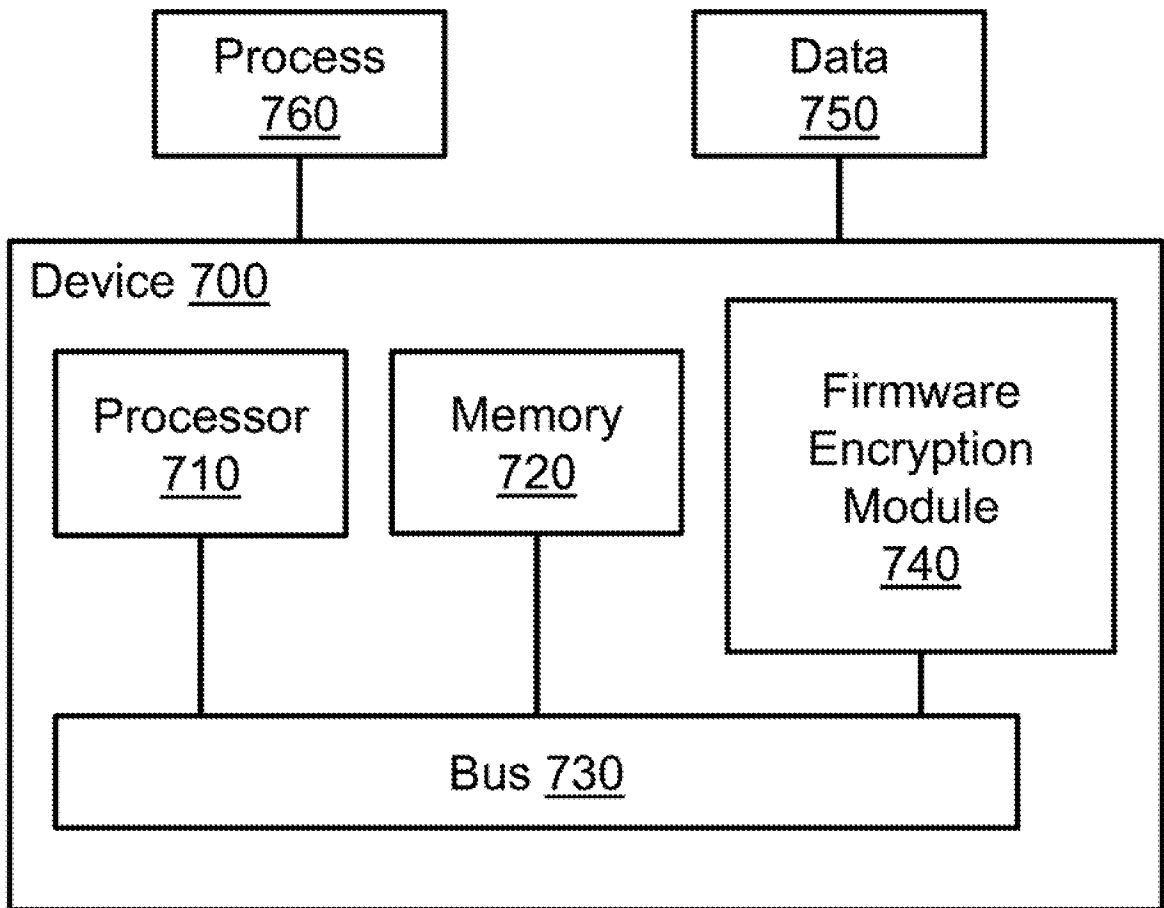 Process
760
Data
750
Device 700
Processor
710
Memory
720
Firmware
Encryption
Module
740
Bus 730